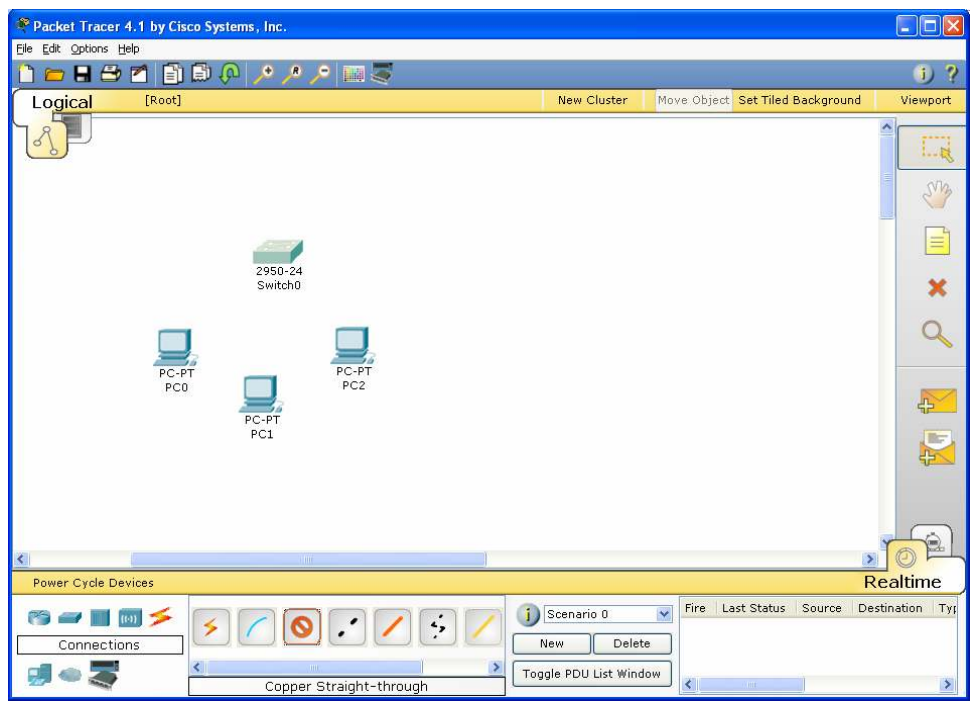 Packet Tracer 4.1 by Cisco Systems, Inc.
File Edit Options Help
Logical [Root] New Cluster Move Object Set Tiled Background Viewport
2950-24
Switch0
PC-PT
PC0
PC-PT
PC1
PC-PT
PC2
Power Cycle Devices Realtime
Connections
Copper Straight-through
Scenario 0
New Delete
Toggle PDU List Window
Fire Last Status Source Destination Typ